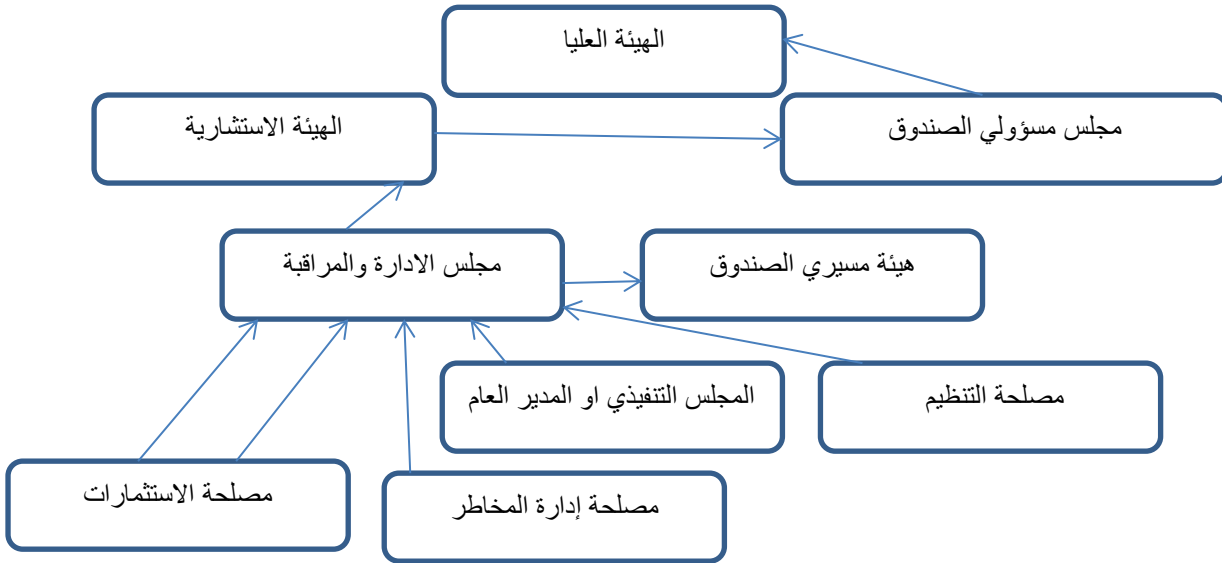 الهيئة العليا
مجلس مسؤولي الصندوق
الهيئة الاستشارية
هيئة مسيري الصندوق
مجلس الادارة والمراقبة
مصلحة التنظيم
المجلس التنفيذي او المدير العام
مصلحة إدارة المخاطر
مصلحة الاستثمارات